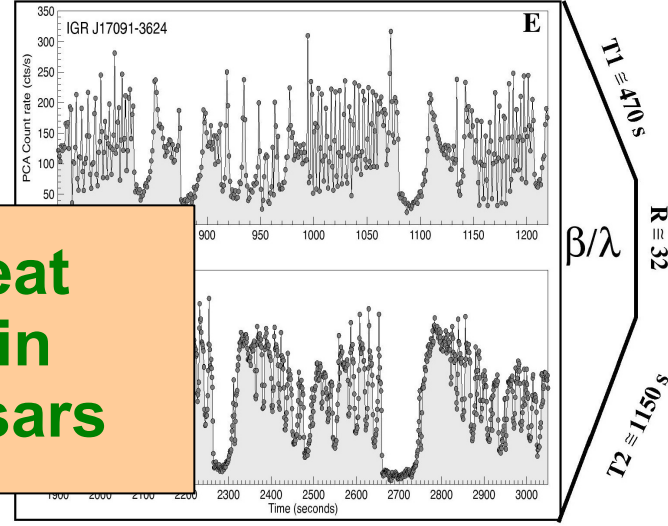 E
IGR J17091-3624
PCA Count rate (cts/s)
350
300
250
200
150
100
50
900 950 1000 1050 1100 1150 1200
eat
in
sars
1900 2000 2100 2200 2300 2400 2500 2600 2700 2800 2900 3000
Time (seconds)
β/λ
T1 ≅ 470 s
R ≅ 32
T2 ≅ 1150 s